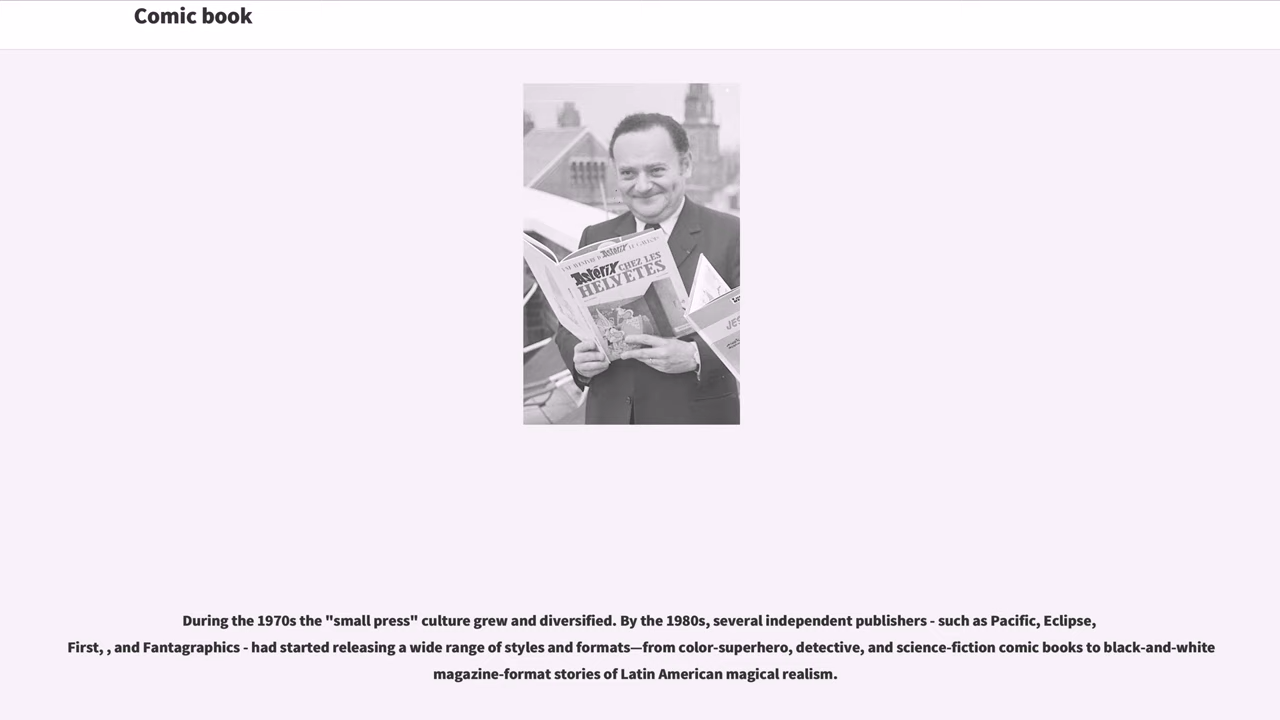 Comic book
Astérix CHEZ LES
HELVÈTES
JES
During the 1970s the "small press" culture grew and diversified. By the 1980s, several independent publishers - such as Pacific, Eclipse,
First, , and Fantagraphics - had started releasing a wide range of styles and formats—from color-superhero, detective, and science-fiction comic books to black-and-white
magazine-format stories of Latin American magical realism.